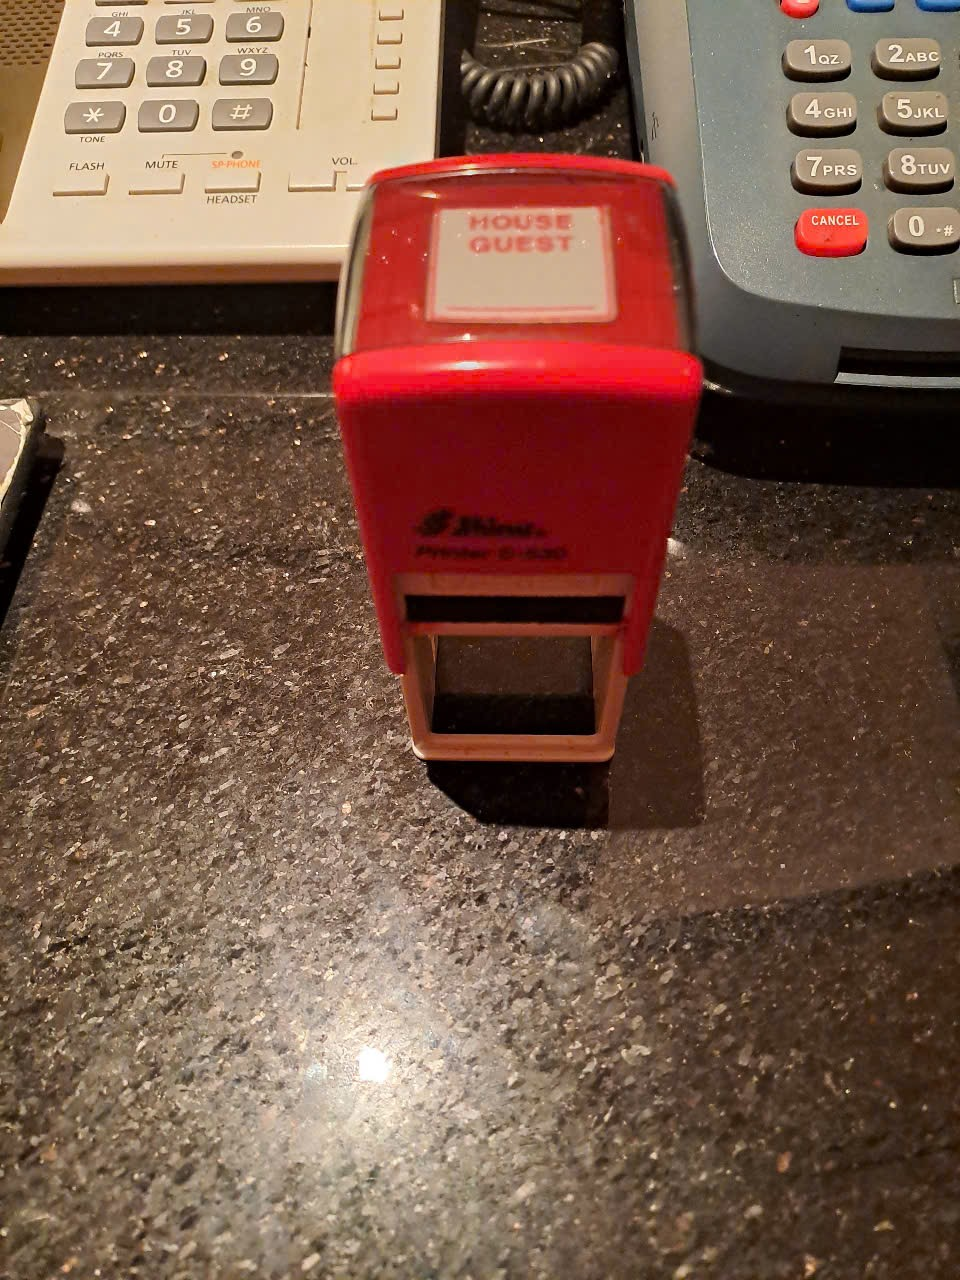 GHI JKL MNO
4 5 6
PQRS TUV WXYZ
7 8 9
* 0 #
TONE
FLASH MUTE SP-PHONE VOL.
HEADSET
1QZ. 2ABC
4GHI 5JKL
7PRS 8TUV
CANCEL 0 .*#
HOUSE
GUEST
Shiny
Printer S-530